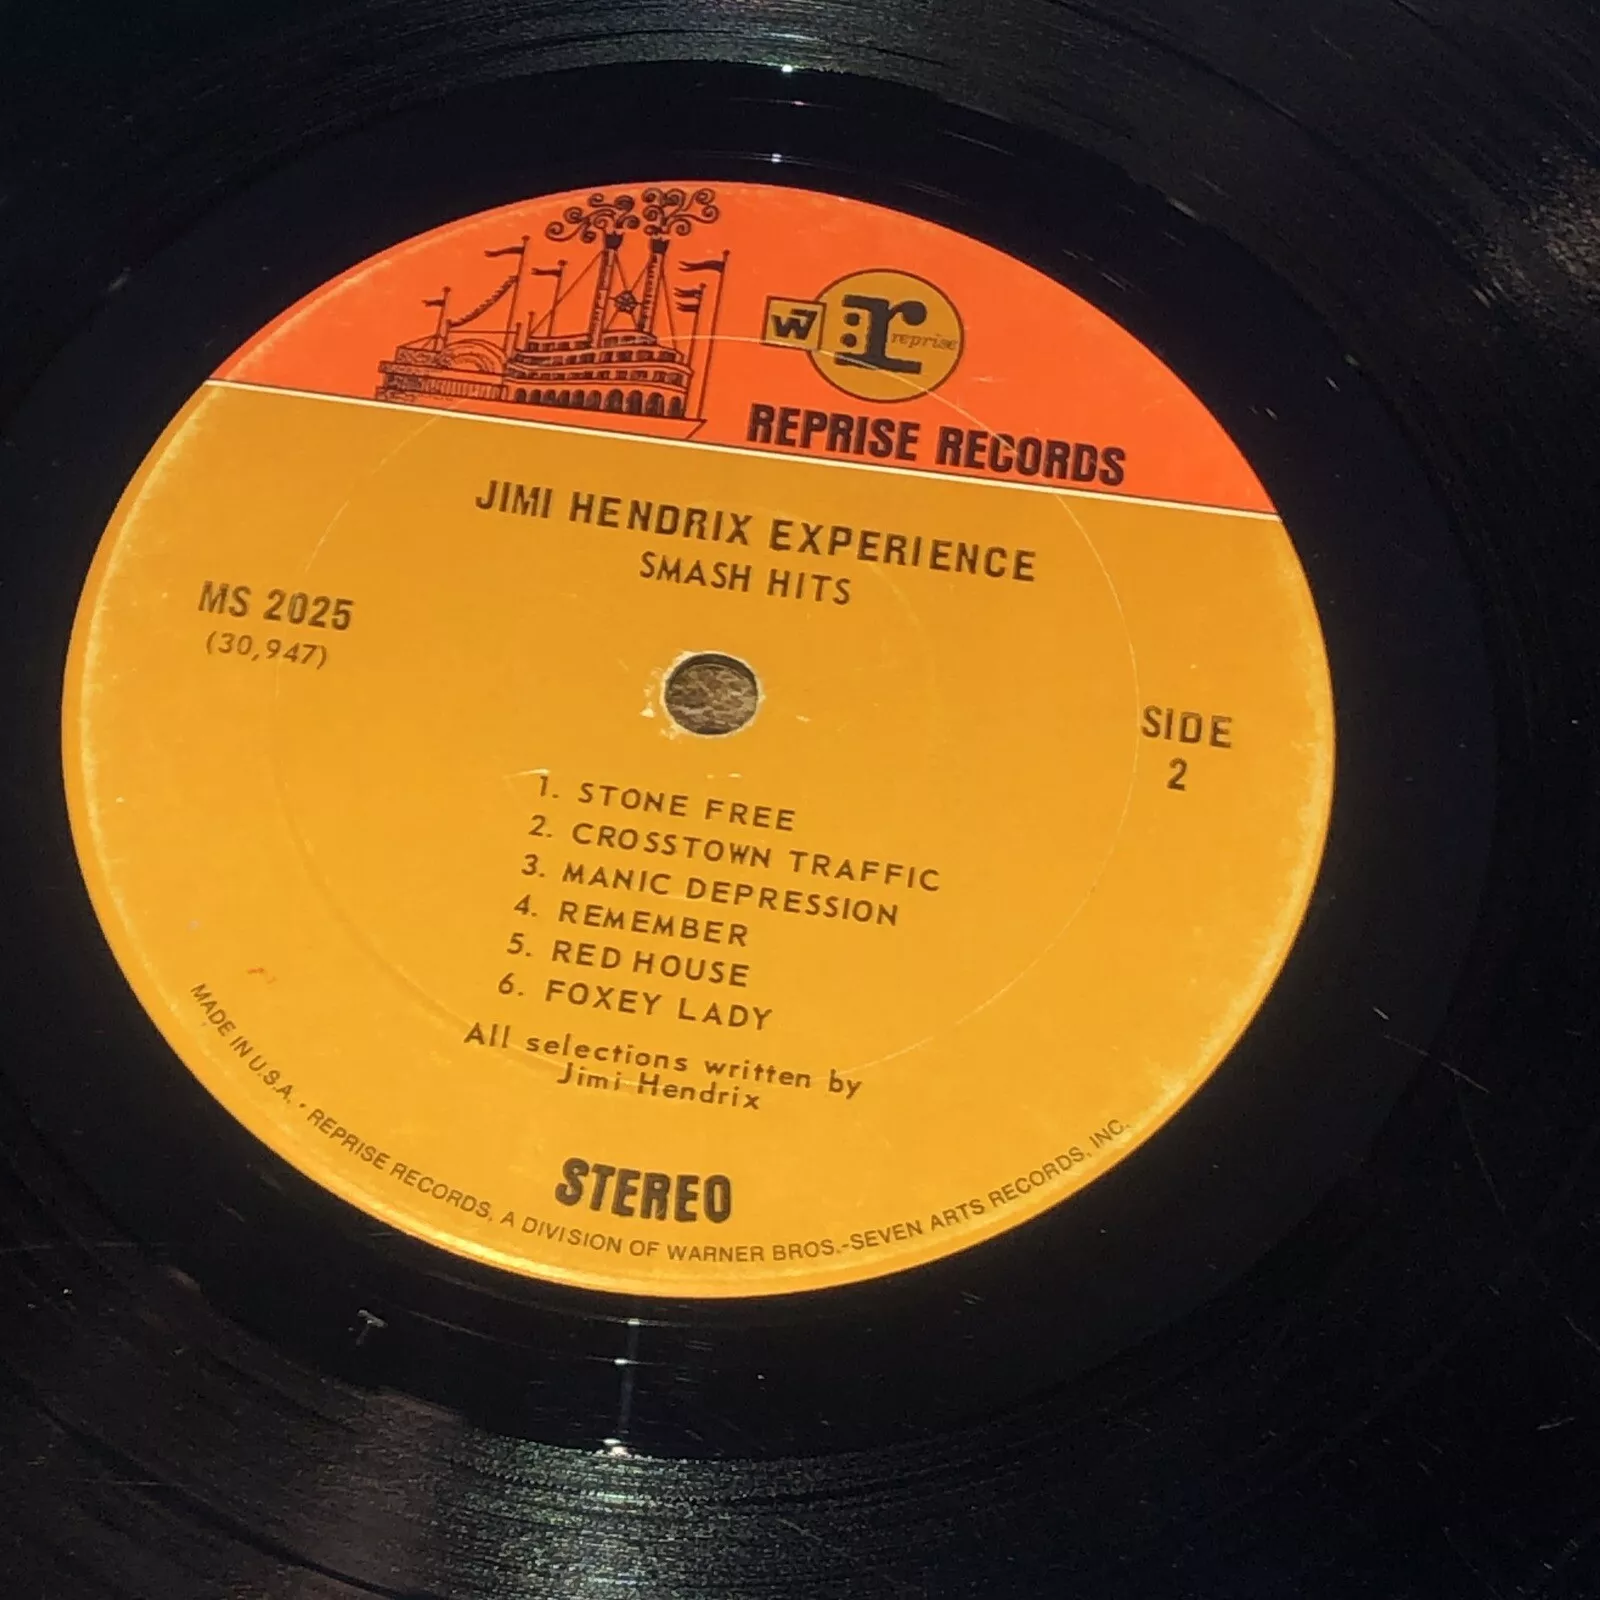 W7
r
reprise
REPRISE RECORDS
JIMI HENDRIX EXPERIENCE
SMASH HITS
MS 2025
(30,947)
SIDE
2
1. STONE FREE
2. CROSSTOWN TRAFFIC
3. MANIC DEPRESSION
4. REMEMBER
5. RED HOUSE
6. FOXEY LADY
All selections written by
Jimi Hendrix
STEREO
MADE IN U.S.A. • REPRISE RECORDS, A DIVISION OF WARNER BROS.-SEVEN ARTS RECORDS, INC.